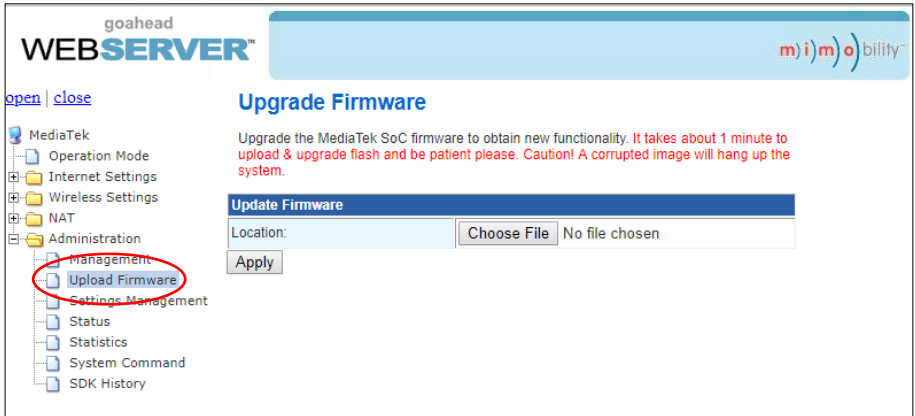 goahead
WEBSERVER™
m)i)m)o)bility™
open | close
MediaTek
Operation Mode
Internet Settings
Wireless Settings
NAT
Administration
Management
Upload Firmware
Settings Management
Status
Statistics
System Command
SDK History
Upgrade Firmware
Upgrade the MediaTek SoC firmware to obtain new functionality. It takes about 1 minute to
upload & upgrade flash and be patient please. Caution! A corrupted image will hang up the
system.
Update Firmware
Location: Choose File No file chosen
Apply